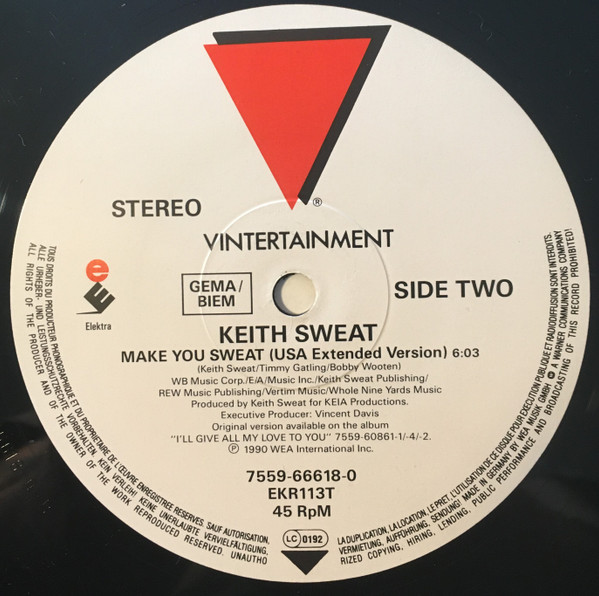 ®
STEREO
VINTERTAINMENT
e
E
Elektra
GEMA/
BIEM
SIDE TWO
KEITH SWEAT
MAKE YOU SWEAT (USA Extended Version) 6:03
(Keith Sweat/Timmy Gatling/Bobby Wooten)
WB Music Corp./E/A/Music Inc./Keith Sweat Publishing/
REW Music Publishing/Vertim Music/Whole Nine Yards Music
Produced by Keith Sweat for KEIA Productions.
Executive Producer: Vincent Davis
Original version available on the album
"I'LL GIVE ALL MY LOVE TO YOU" 7559-60861-1/-4/-2.
Ⓟ 1990 WEA International Inc.
7559-66618-0
EKR113T
45 RpM
LC 0192
TOUS DROITS DU PRODUCTEUR PHONOGRAPHIQUE ET DU PROPRIETAIRE DE L'ŒUVRE ENREGISTREE RESERVES. SAUF AUTORISATION,
LA DUPLICATION, LA LOCATION, LE PRET, L'UTILISATION DE CE DISQUE POUR EXECUTION PUBLIQUE ET RADIODIFFUSION SONT INTERDITS.
ALLE URHEBER- UND LEISTUNGSSCHUTZRECHTE VORBEHALTEN. KEIN VERLEIH! KEINE UNERLAUBTE VERVIELFÄLTIGUNG,
VERMIETUNG, AUFFÜHRUNG, SENDUNG! MADE IN GERMANY BY WEA MUSIK GMBH Ⓔ A WARNER COMMUNICATIONS COMPANY
ALL RIGHTS OF THE PRODUCER AND OF THE OWNER OF THE WORK REPRODUCED RESERVED. UNAUTHO
RIZED COPYING, HIRING, LENDING, PUBLIC PERFORMANCE AND BROADCASTING OF THIS RECORD PROHIBITED!